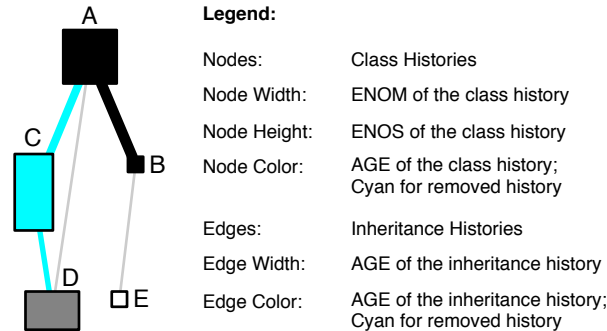 A
C
B
D
E
Legend:
Nodes: Class Histories
Node Width: ENOM of the class history
Node Height: ENOS of the class history
Node Color: AGE of the class history;
Cyan for removed history
Edges: Inheritance Histories
Edge Width: AGE of the inheritance history
Edge Color: AGE of the inheritance history;
Cyan for removed history